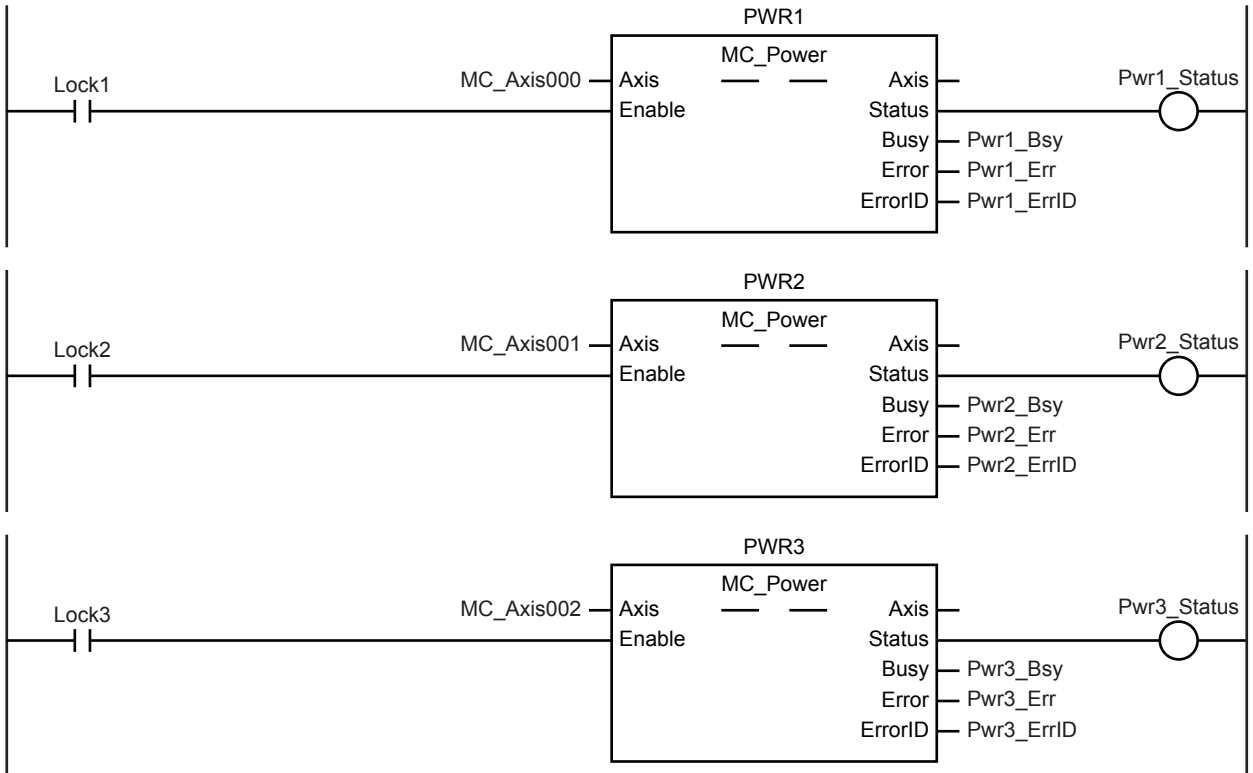 PWR1
MC_Power
Lock1
MC_Axis000 Axis Axis Pwr1_Status
Enable Status
Busy Pwr1_Bsy
Error Pwr1_Err
ErrorID Pwr1_ErrID
PWR2
MC_Power
Lock2
MC_Axis001 Axis Axis Pwr2_Status
Enable Status
Busy Pwr2_Bsy
Error Pwr2_Err
ErrorID Pwr2_ErrID
PWR3
MC_Power
Lock3
MC_Axis002 Axis Axis Pwr3_Status
Enable Status
Busy Pwr3_Bsy
Error Pwr3_Err
ErrorID Pwr3_ErrID